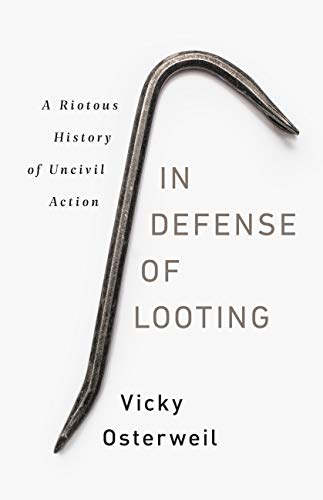 A Riotous
History
of Uncivil
Action
IN
DEFENSE
OF
LOOTING
Vicky
Osterweil